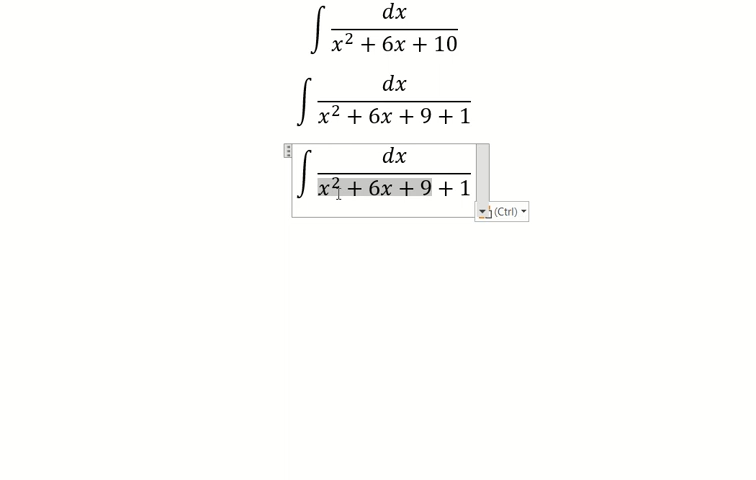 ∫ dx / (x² + 6x + 10)
∫ dx / (x² + 6x + 9 + 1)
∫ dx / (x² + 6x + 9 + 1)
(Ctrl)